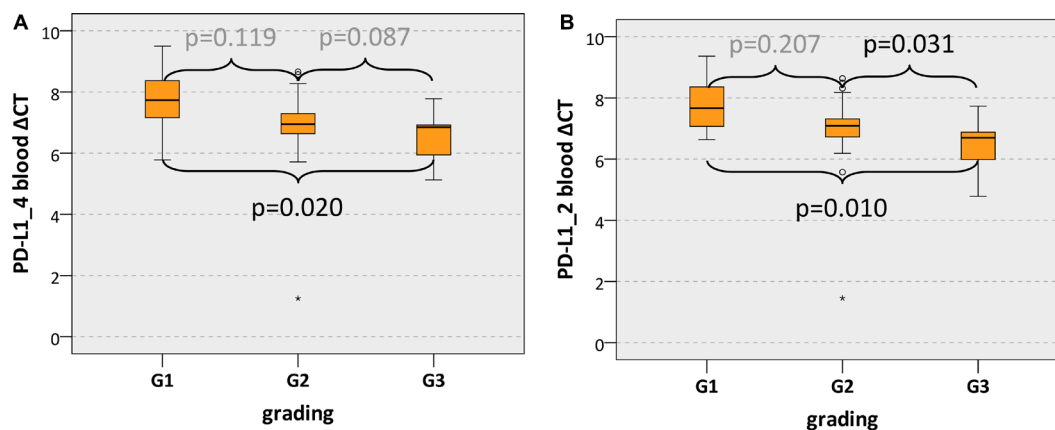 A
PD-L1_4 blood ΔCT
10
8
6
4
2
0
p=0.119
p=0.087
p=0.020
*
G1
G2
G3
grading
B
PD-L1_2 blood ΔCT
10
8
6
4
2
0
p=0.207
p=0.031
p=0.010
*
G1
G2
G3
grading